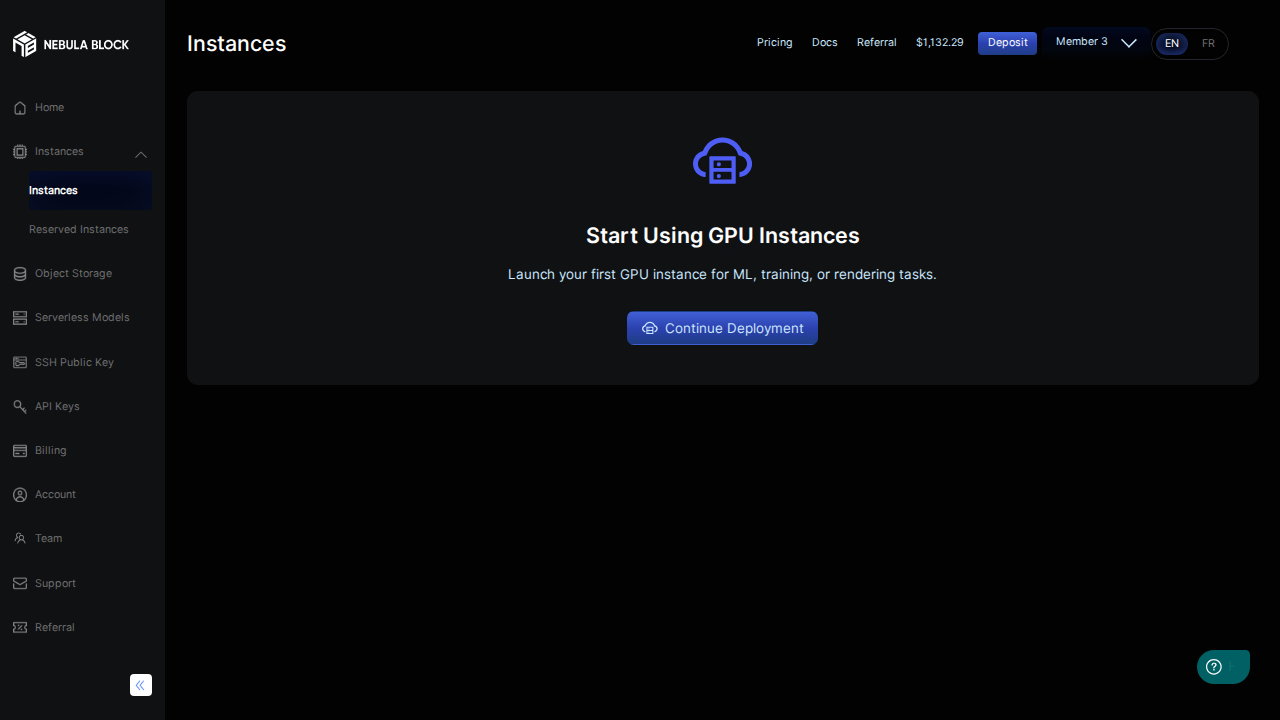 NEBULA BLOCK
Home
Instances
Instances
Reserved Instances
Object Storage
Serverless Models
SSH Public Key
API Keys
Billing
Account
Team
Support
Referral
Instances
Pricing
Docs
Referral
$1,132.29
Deposit
Member 3
EN
FR
Start Using GPU Instances
Launch your first GPU instance for ML, training, or rendering tasks.
Continue Deployment